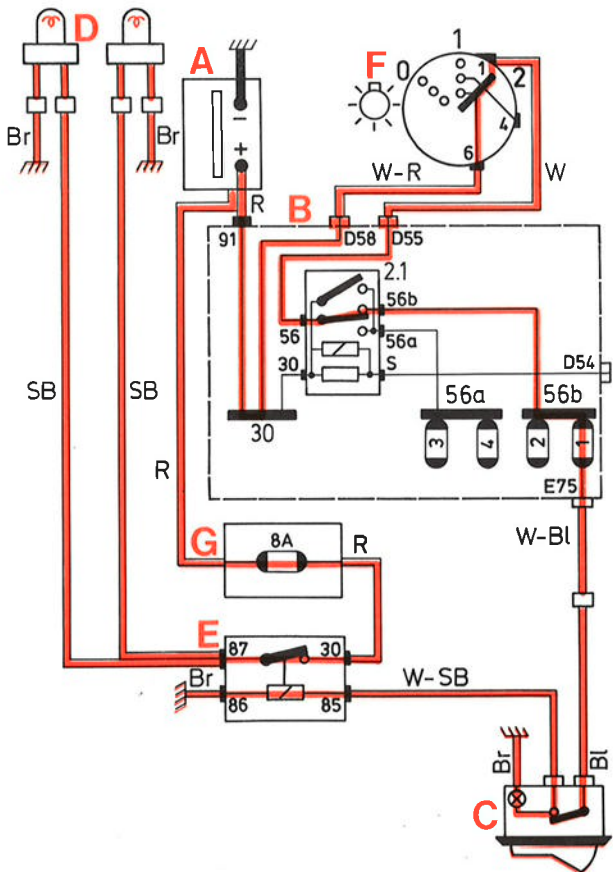 D
A
F
0
1
1
2
4
6
Br
Br
−
+
R
W-R
W
B
91
D58
D55
2.1
56
56b
56a
30
S
D54
SB
SB
30
56a
56b
3
4
2
1
R
E75
G
8A
R
W-Bl
E
87
30
Br
86
85
W-SB
Br
Bl
C